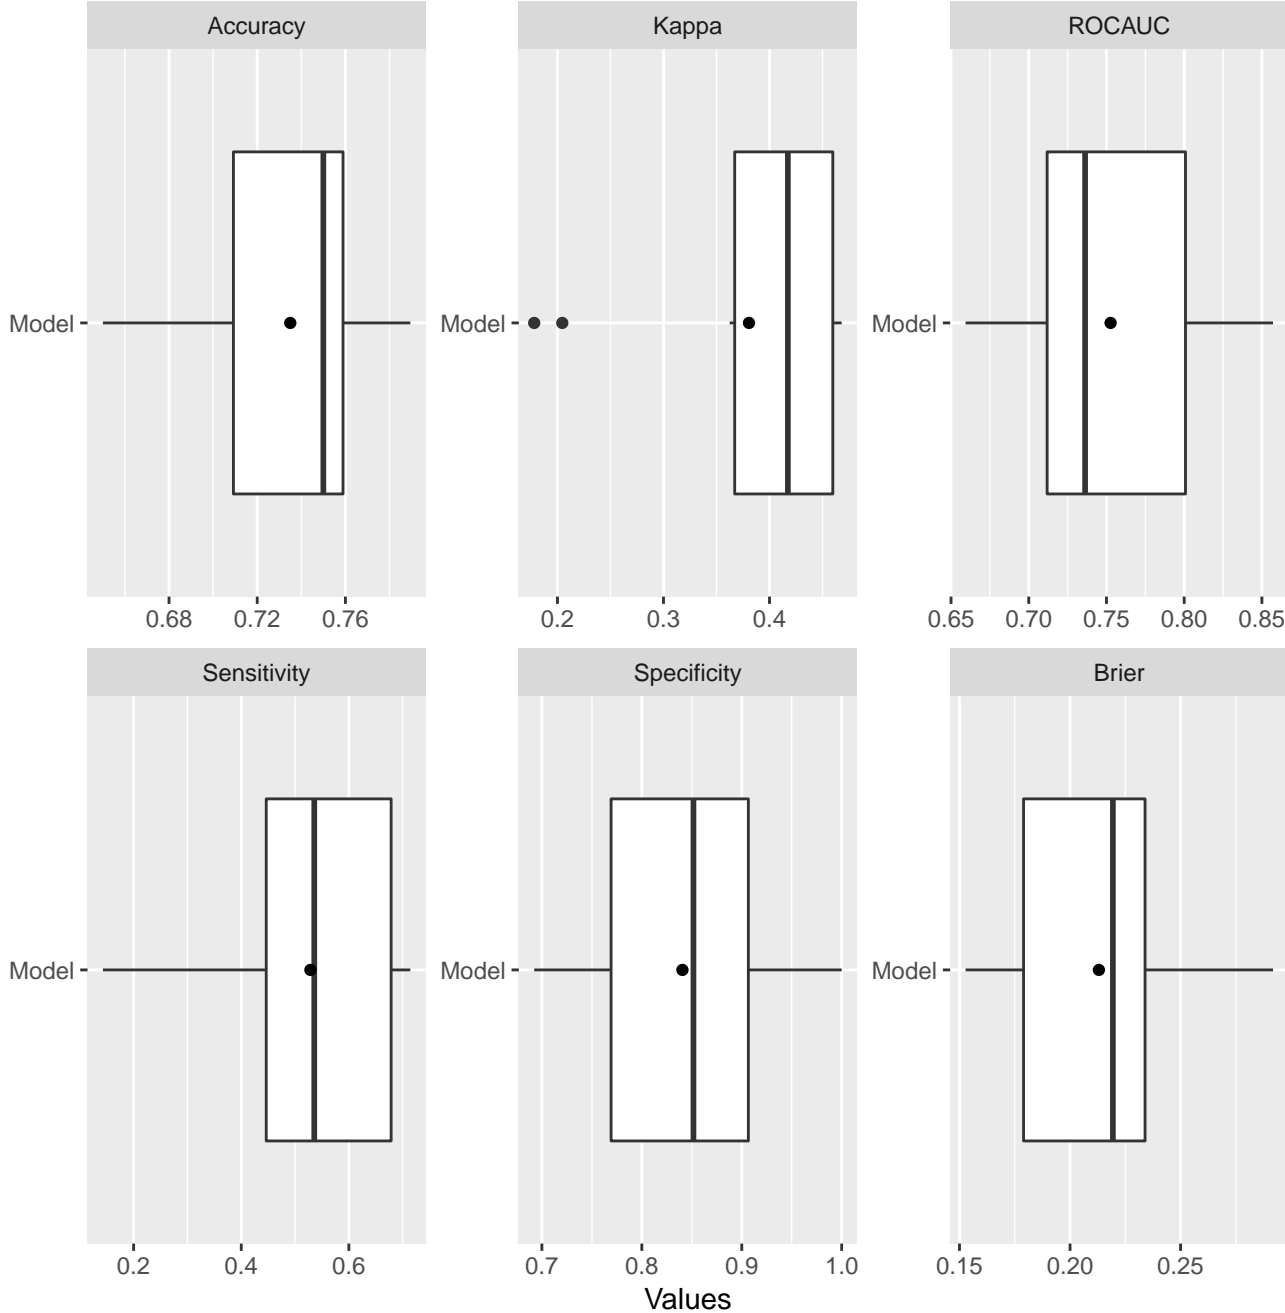 Accuracy Kappa ROCAUC
Model Model Model
0.68 0.72 0.76 0.2 0.3 0.4 0.65 0.70 0.75 0.80 0.85
Sensitivity Specificity Brier
Model Model Model
0.2 0.4 0.6 0.7 0.8 0.9 1.0 0.15 0.20 0.25
Values